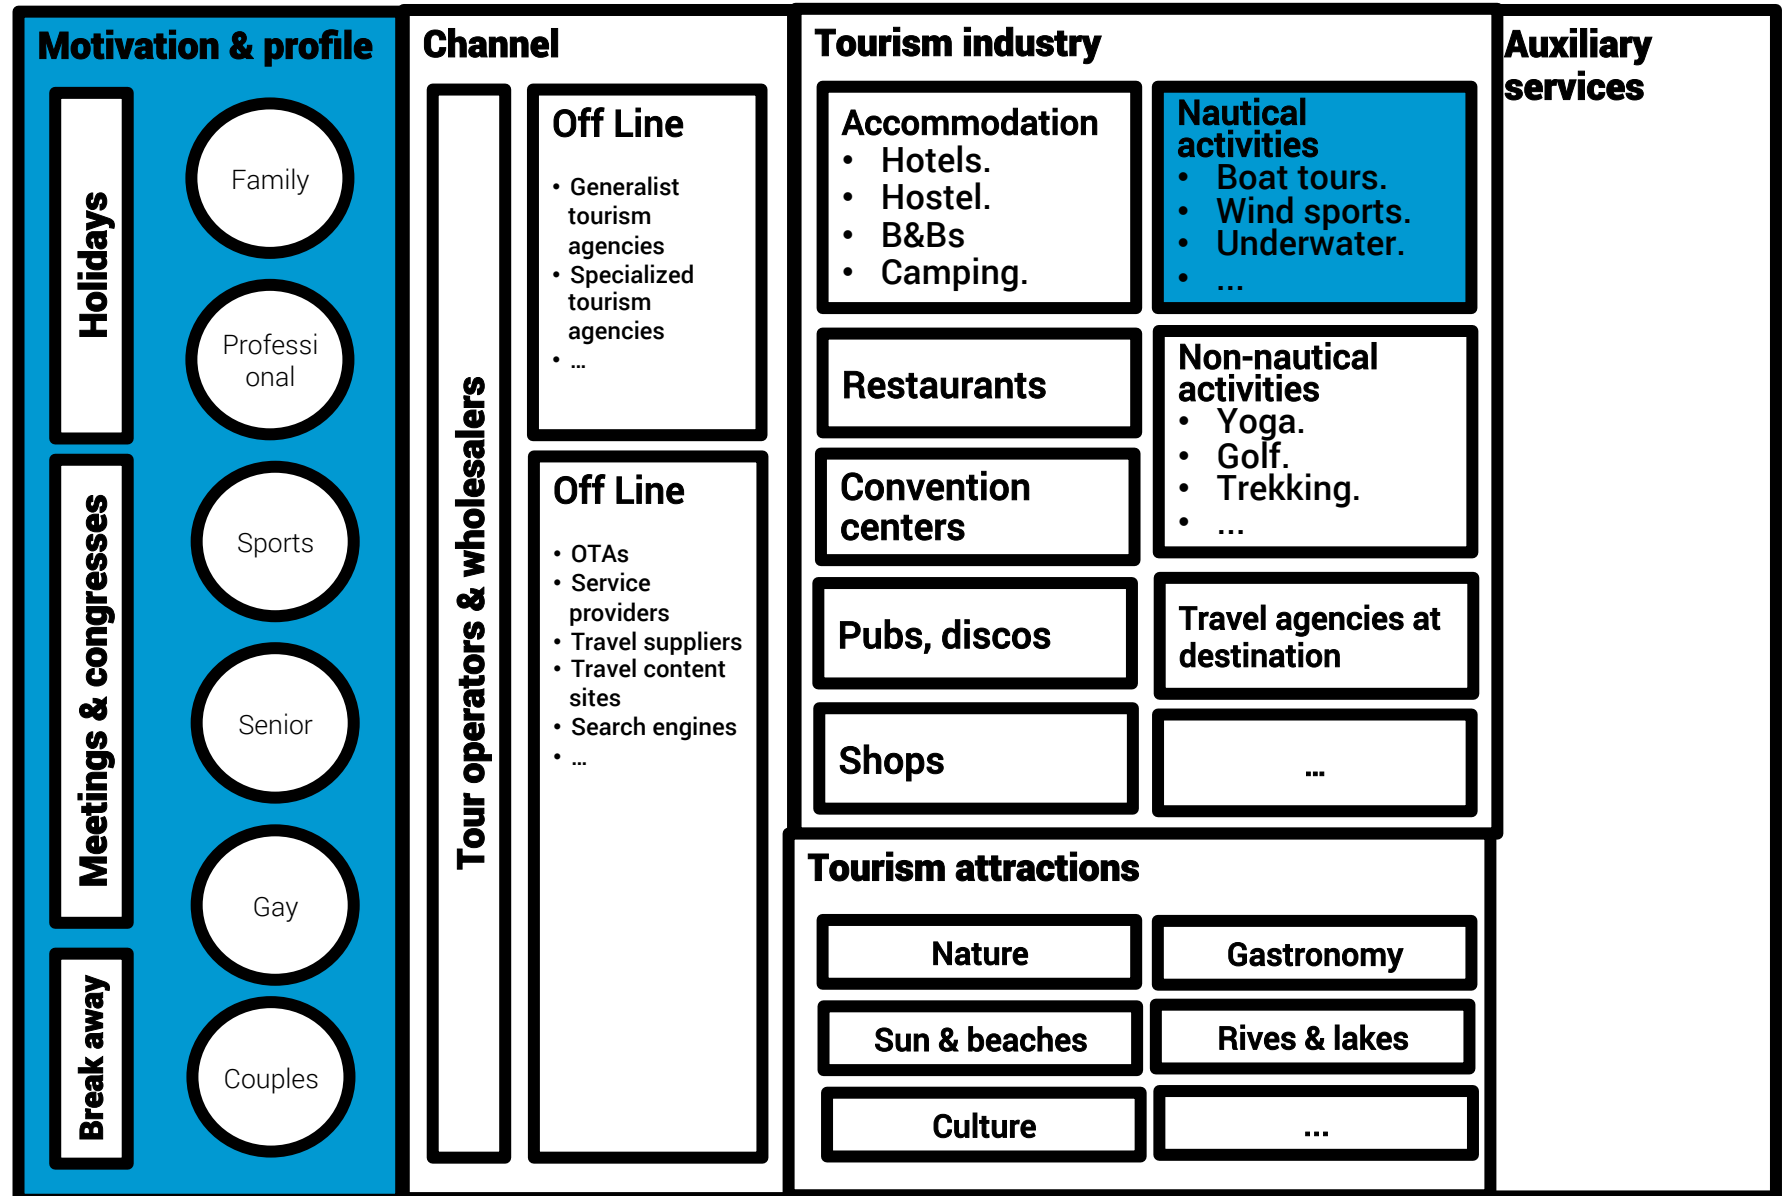 Motivation & profile
Holidays
Meetings & congresses
Break away
Family
Professi
onal
Sports
Senior
Gay
Couples
Channel
Tour operators & wholesalers
Off Line
• Generalist
tourism
agencies
• Specialized
tourism
agencies
• ...
Off Line
• OTAs
• Service
providers
• Travel suppliers
• Travel content
sites
• Search engines
• ...
Tourism industry
Accommodation
• Hotels.
• Hostel.
• B&Bs
• Camping.
Restaurants
Convention
centers
Pubs, discos
Shops
Nautical
activities
• Boat tours.
• Wind sports.
• Underwater.
• ...
Non-nautical
activities
• Yoga.
• Golf.
• Trekking.
• ...
Travel agencies at
destination
...
Tourism attractions
Nature
Gastronomy
Sun & beaches
Rives & lakes
Culture
...
Auxiliary
services